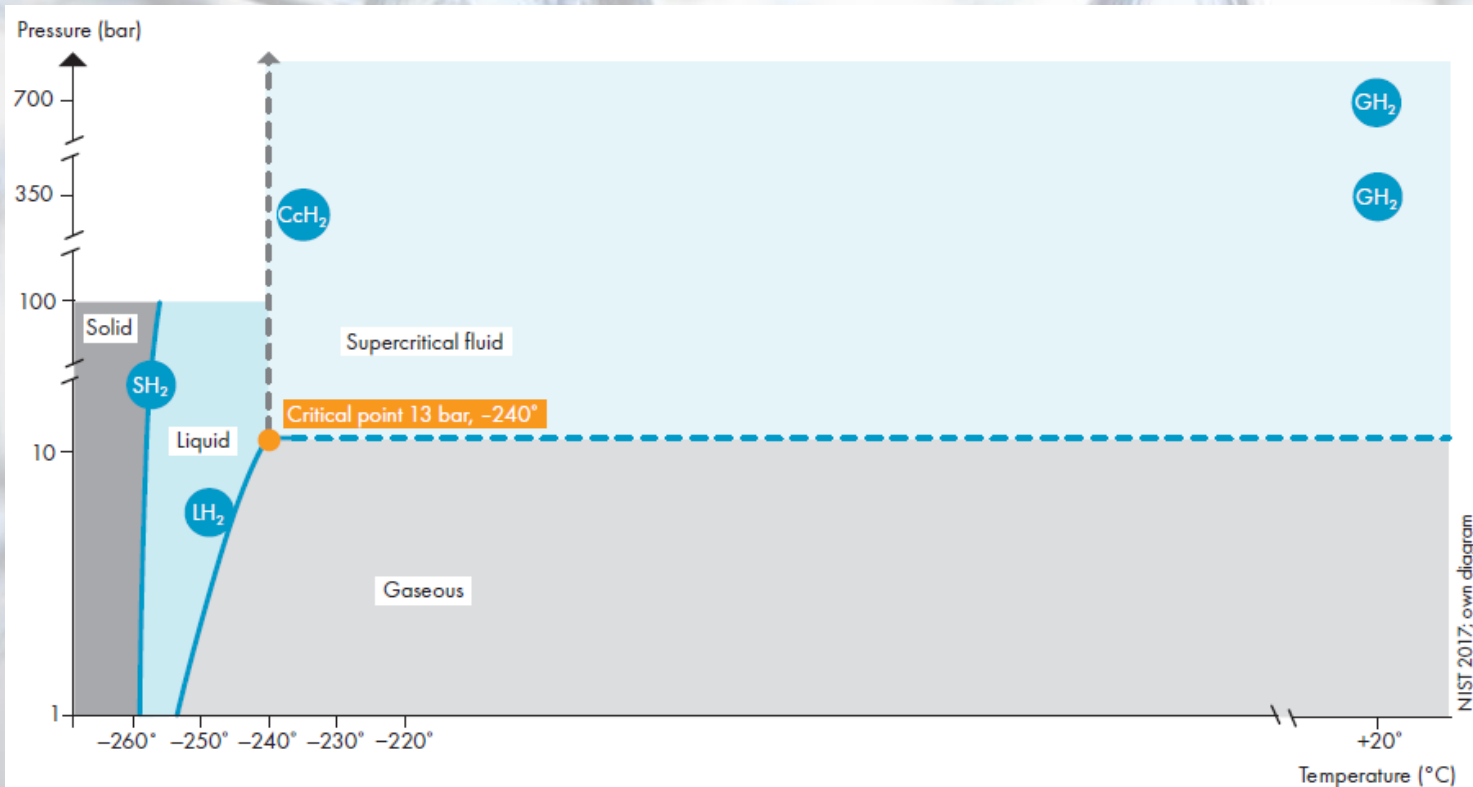 Pressure (bar)
700
GH₂
350
GH₂
CcH₂
100
Solid
Supercritical fluid
SH₂
Critical point 13 bar, –240°
Liquid
10
LH₂
Gaseous
1
–260° –250° –240° –230° –220° +20°
Temperature (°C)
NIST 2017; own diagram